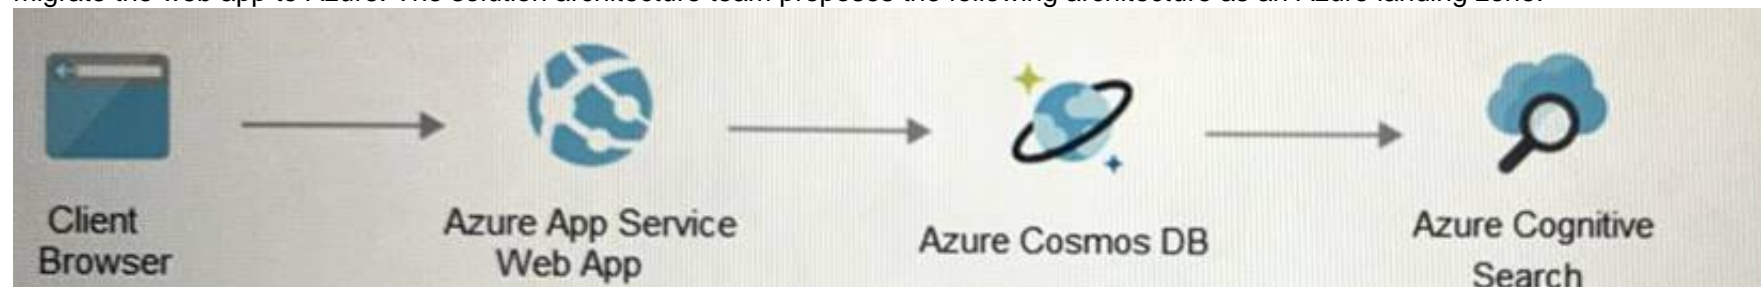 migrate the web app to Azure. The solution architecture team proposes the following architecture as an Azure landing zone:
Client
Browser
Azure App Service
Web App
Azure Cosmos DB
Azure Cognitive
Search